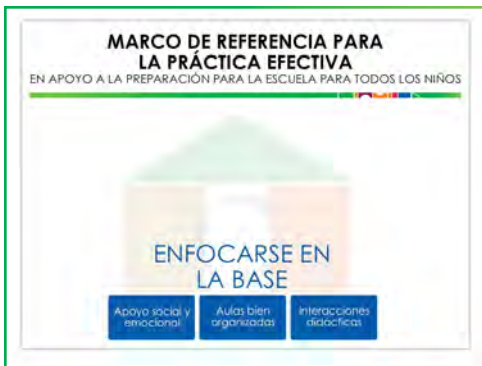 MARCO DE REFERENCIA PARA
LA PRÁCTICA EFECTIVA
EN APOYO A LA PREPARACIÓN PARA LA ESCUELA PARA TODOS LOS NIÑOS
ENFOCARSE EN
LA BASE
Apoyo social y
emocional
Aulas bien
organizadas
Interacciones
didácticas